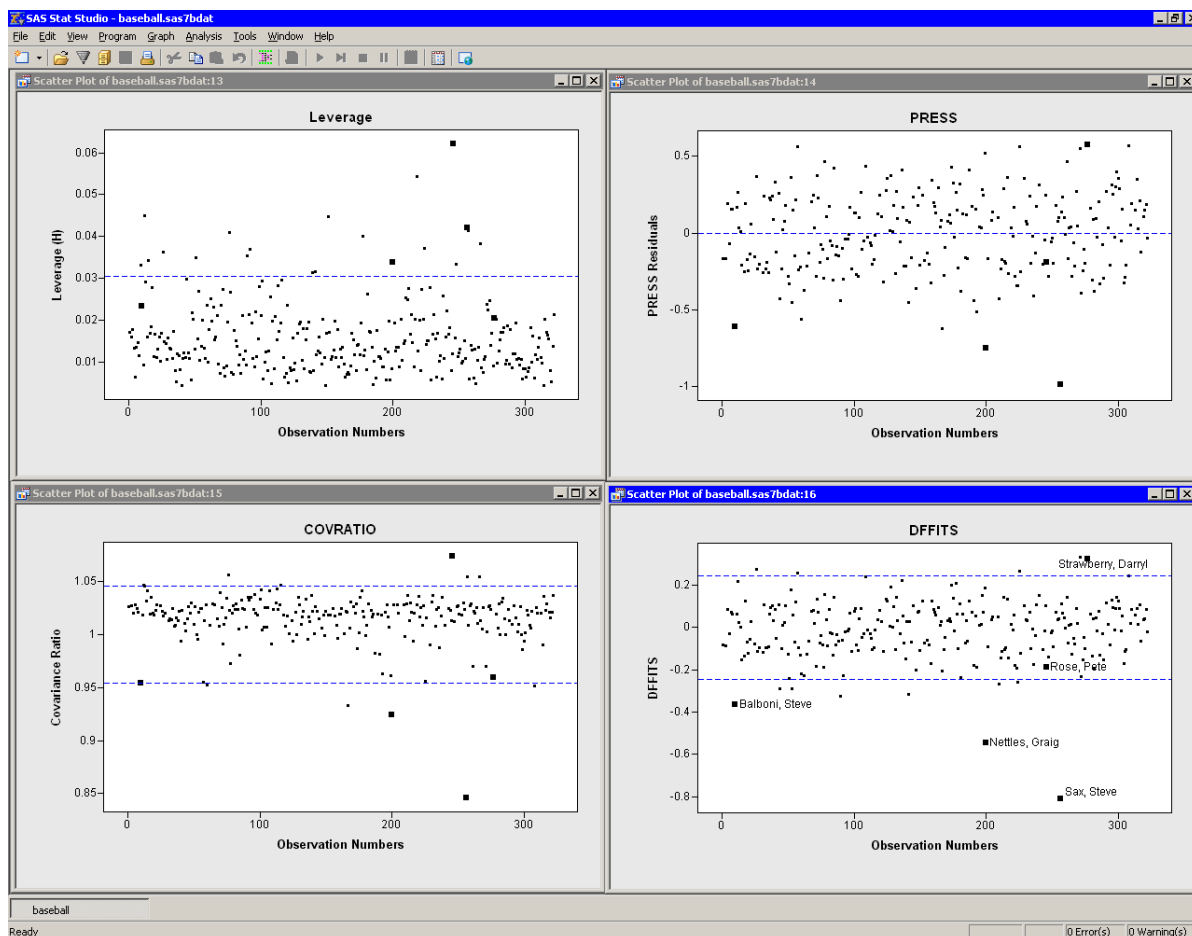 SAS Stat Studio - baseball.sas7bdat
File Edit View Program Graph Analysis Tools Window Help
Scatter Plot of baseball.sas7bdat:13
Leverage
0.06
0.05
0.04
0.03
0.02
0.01
Leverage (H)
0 100 200 300
Observation Numbers
Scatter Plot of baseball.sas7bdat:14
PRESS
0.5
0
-0.5
-1
PRESS Residuals
0 100 200 300
Observation Numbers
Scatter Plot of baseball.sas7bdat:15
COVRATIO
1.05
1
0.95
0.9
0.85
Covariance Ratio
0 100 200 300
Observation Numbers
Scatter Plot of baseball.sas7bdat:16
DFFITS
Strawberry, Darryl
0.2
0
-0.2
-0.4
-0.6
-0.8
DFFITS
Rose, Pete
Balboni, Steve
Nettles, Graig
Sax, Steve
0 100 200 300
Observation Numbers
baseball
Ready 0 Error(s) 0 Warning(s)